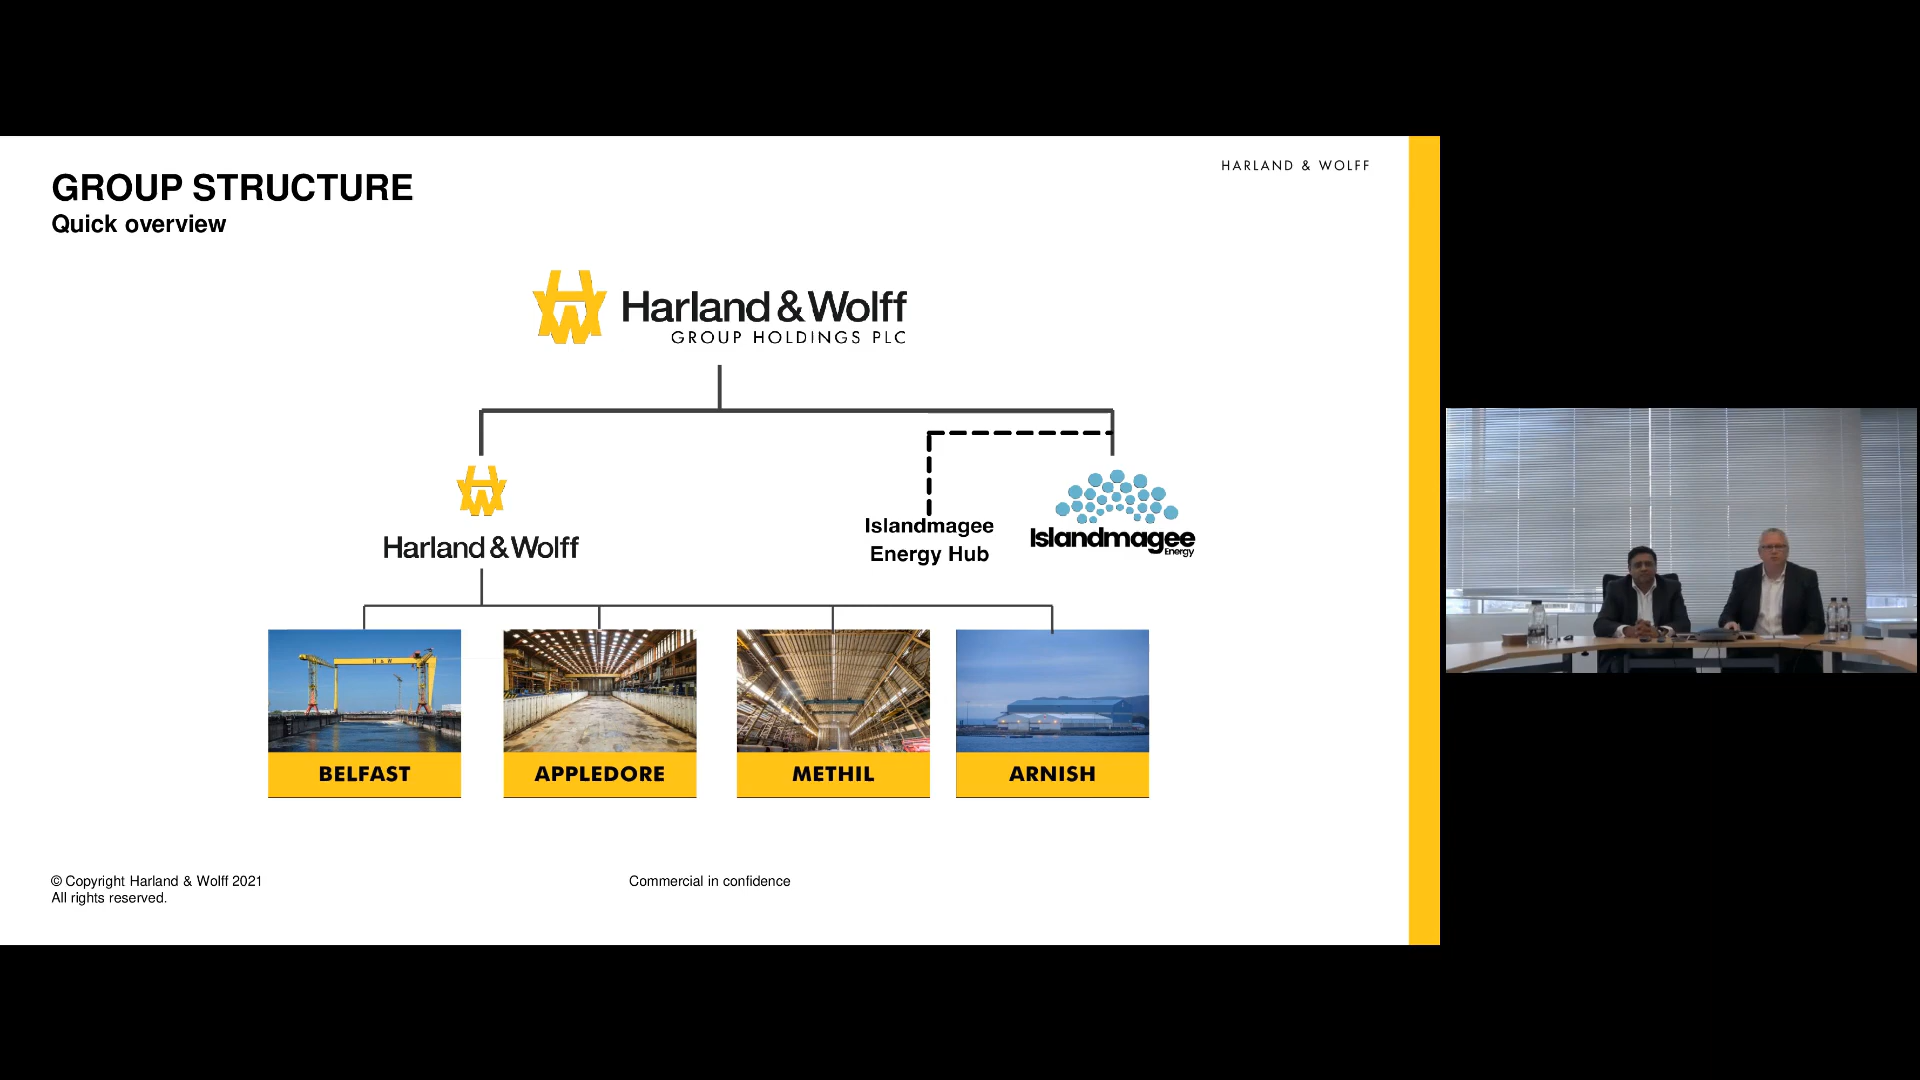 HARLAND & WOLFF
GROUP STRUCTURE
Quick overview
Harland & Wolff
GROUP HOLDINGS PLC
Harland & Wolff
Islandmagee
Energy Hub
Islandmagee
Energy
H & W
BELFAST
APPLEDORE
METHIL
ARNISH
© Copyright Harland & Wolff 2021
All rights reserved.
Commercial in confidence